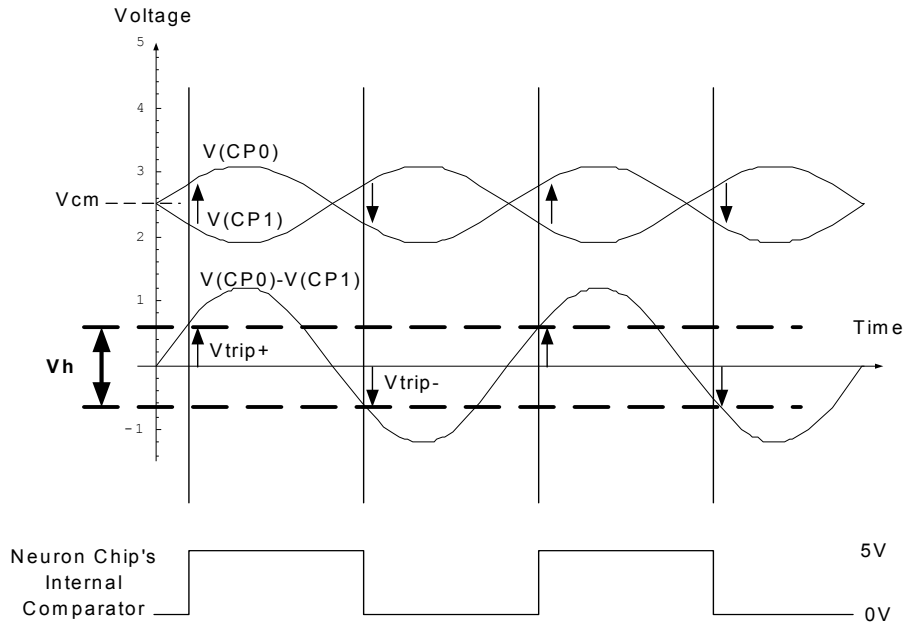 Voltage
5
4
V(CP0)
3
Vcm
V(CP1)
2
V(CP0)-V(CP1)
1
Time
Vtrip+
Vh
Vtrip-
-1
Neuron Chip's
Internal
Comparator
5V
0V